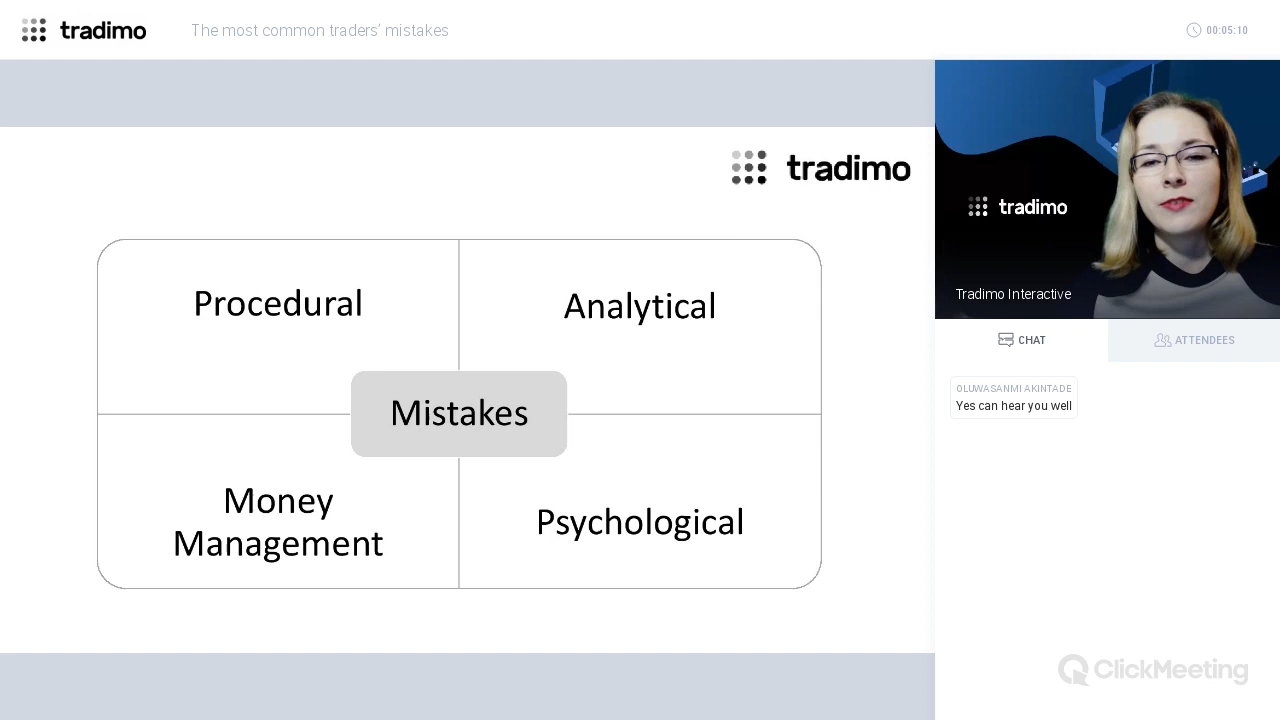 tradimo
The most common traders' mistakes
00:05:10
tradimo
Procedural
Analytical
Mistakes
Money
Management
Psychological
tradimo
Tradimo Interactive
CHAT
ATTENDEES
OLUWASANMI AKINTADE
Yes can hear you well
ClickMeeting